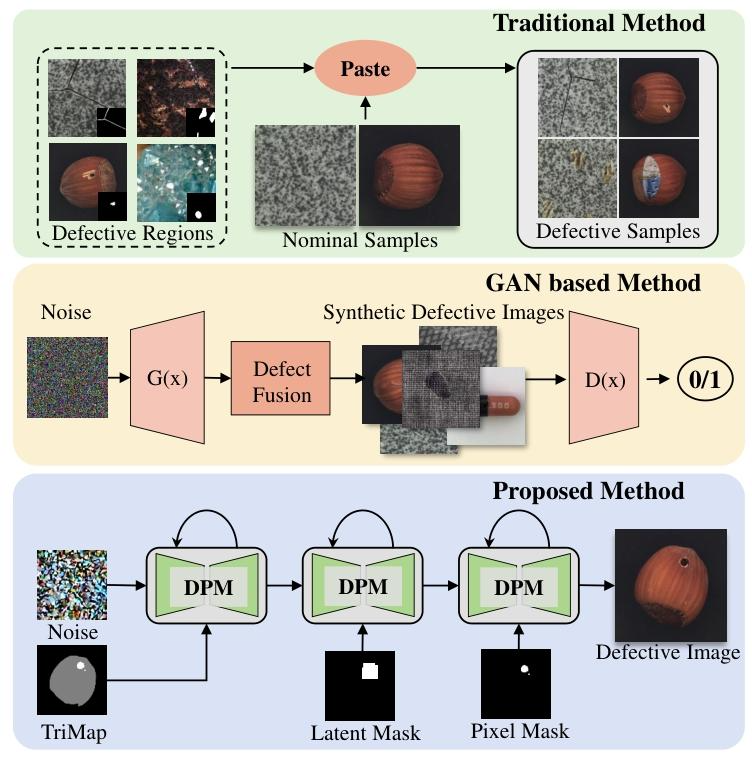 Traditional Method
Paste
Defective Regions
Nominal Samples
Defective Samples
GAN based Method
Noise
Synthetic Defective Images
G(x)
Defect
Fusion
D(x)
0/1
Proposed Method
DPM
DPM
DPM
Noise
Defective Image
TriMap
Latent Mask
Pixel Mask